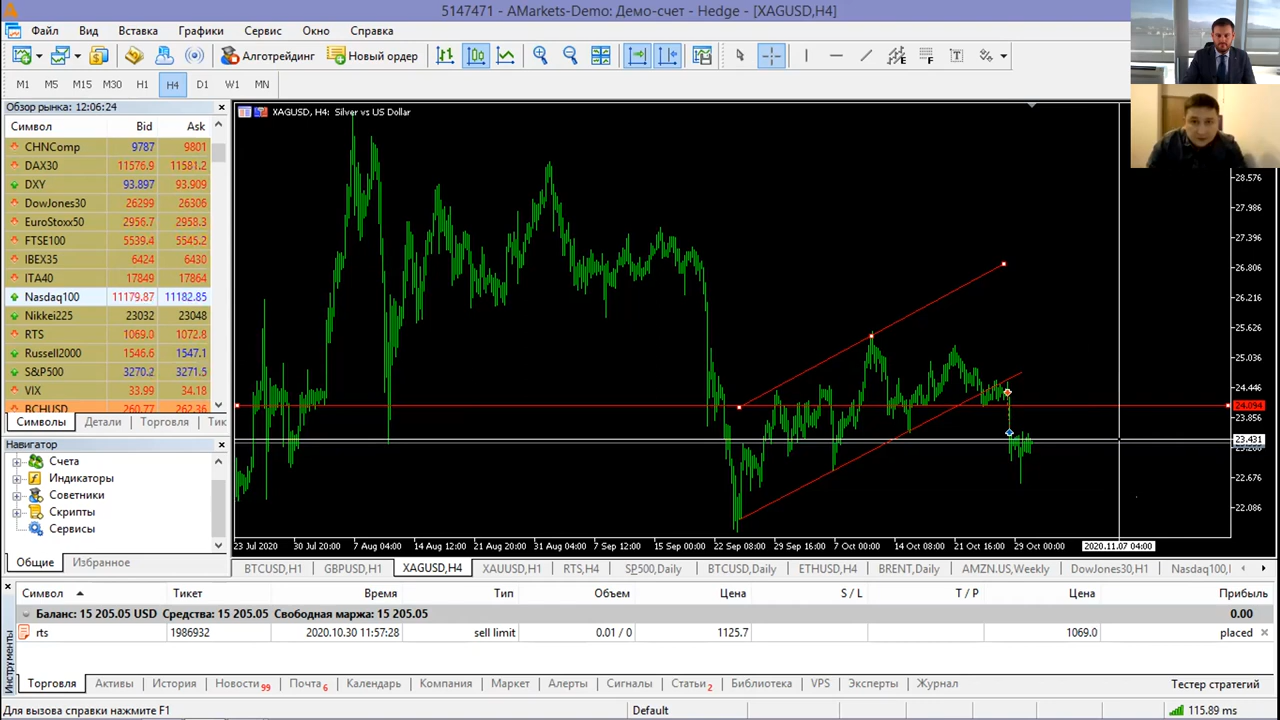 5147471 - AMarkets-Demo: Демо-счет - Hedge - [XAGUSD,H4]
Файл Вид Вставка Графики Сервис Окно Справка
Алготрейдинг Новый ордер
M1 M5 M15 M30 H1 H4 D1 W1 MN
Обзор рынка: 12:06:24
Символ Bid Ask
CHNComp 9787 9801
DAX30 11576.9 11581.2
DXY 93.897 93.909
DowJones30 26299 26306
EuroStoxx50 2956.7 2958.3
FTSE100 5539.4 5545.2
IBEX35 6424 6430
ITA40 17849 17864
Nasdaq100 11179.87 11182.85
Nikkei225 23032 23048
RTS 1069.0 1072.8
Russell2000 1546.6 1547.1
S&P500 3270.2 3271.5
VIX 33.99 34.18
BCHUSD 260.77 262.36
Символы Детали Торговля Тик
Навигатор
Счета
Индикаторы
Советники
Скрипты
Сервисы
Общие Избранное
XAGUSD, H4: Silver vs US Dollar
28.576
27.986
27.396
26.806
26.216
25.626
25.036
24.446
24.094
23.856
23.431
22.676
22.086
23 Jul 2020 30 Jul 20:00 7 Aug 04:00 14 Aug 12:00 21 Aug 20:00 31 Aug 04:00 7 Sep 12:00 15 Sep 00:00 22 Sep 08:00 29 Sep 16:00 7 Oct 00:00 14 Oct 08:00 21 Oct 16:00 29 Oct 00:00 2020.11.07 04:00
BTCUSD,H1 GBPUSD,H1 XAGUSD,H4 XAUUSD,H1 RTS,H4 SP500,Daily BTCUSD,Daily ETHUSD,H4 BRENT,Daily AMZN.US,Weekly DowJones30,H1 Nasdaq100,
Символ Тикет Время Тип Объем Цена S / L T / P Цена Прибыль
Баланс: 15 205.05 USD Средства: 15 205.05 Свободная маржа: 15 205.05 0.00
rts 1986932 2020.10.30 11:57:28 sell limit 0.01 / 0 1125.7 1069.0 placed
Инструменты
Торговля Активы История Новости 99 Почта 6 Календарь Компания Маркет Алерты Сигналы Статьи 2 Библиотека VPS Эксперты Журнал Тестер стратегий
Для вызова справки нажмите F1 Default 115.89 ms